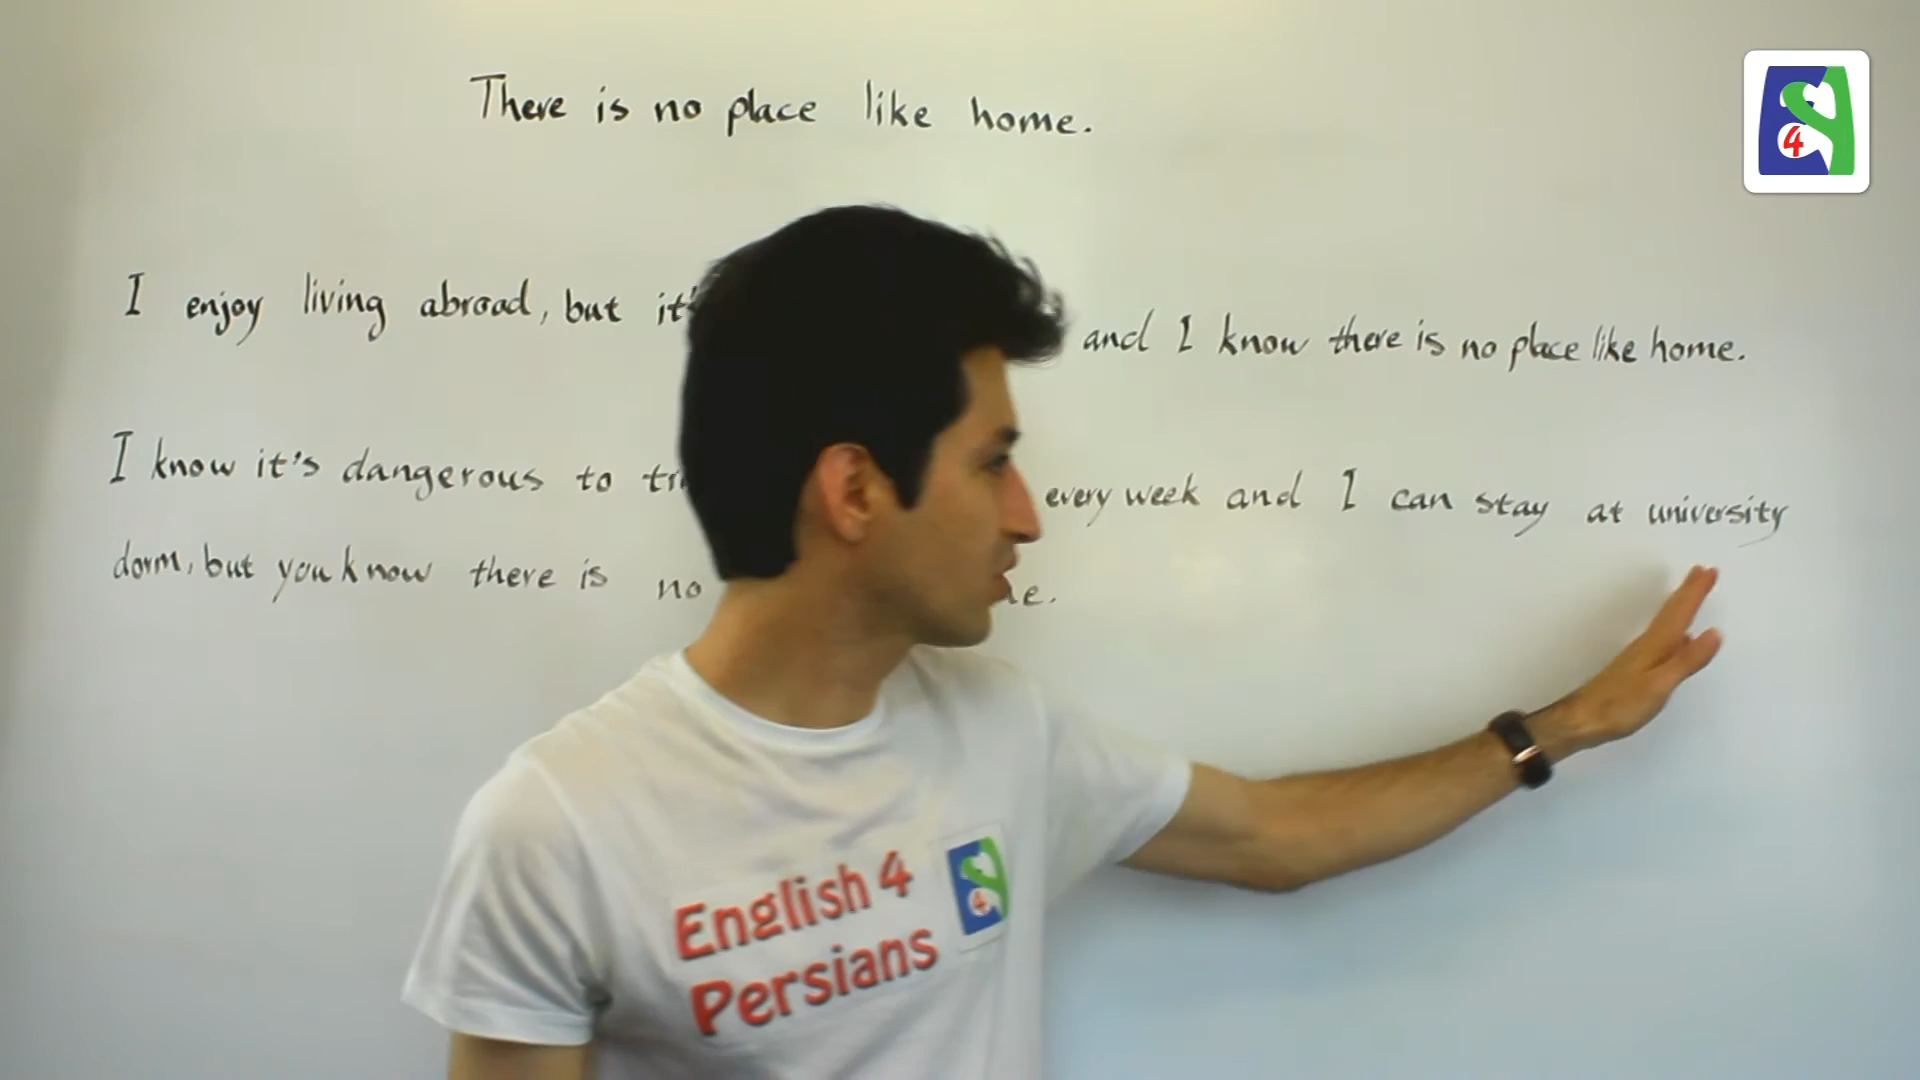 There is no place like home.
I enjoy living abroad, but it's and I know there is no place like home.
I know it's dangerous to every week and I can stay at university
dorm, but you know there is no
English 4
Persians
4
4